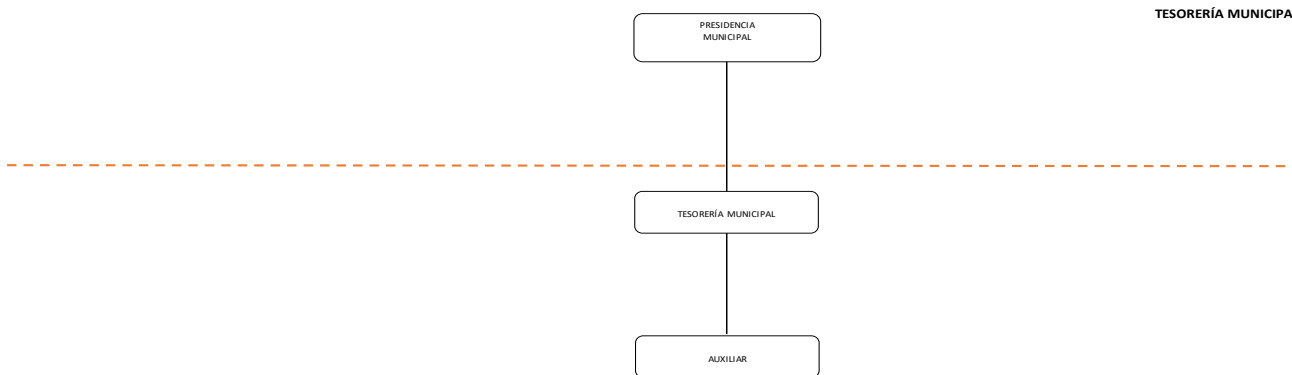 TESORERÍA MUNICIPA
PRESIDENCIA
MUNICIPAL
TESORERÍA MUNICIPAL
AUXILIAR